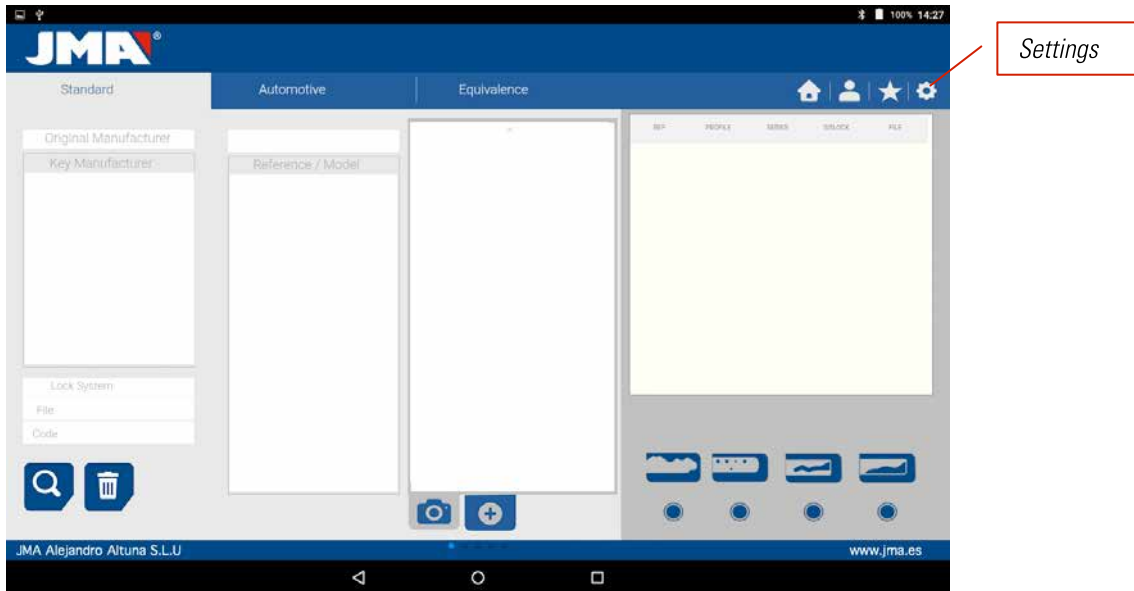 100% 14:27
JMA®
Settings
Standard
Automotive
Equivalence
Original Manufacturer
Key Manufacturer
Reference / Model
REF PROFILE SERIES DIBLOCK FILE
Lock System
File
Code
JMA Alejandro Altuna S.L.U
www.jma.es